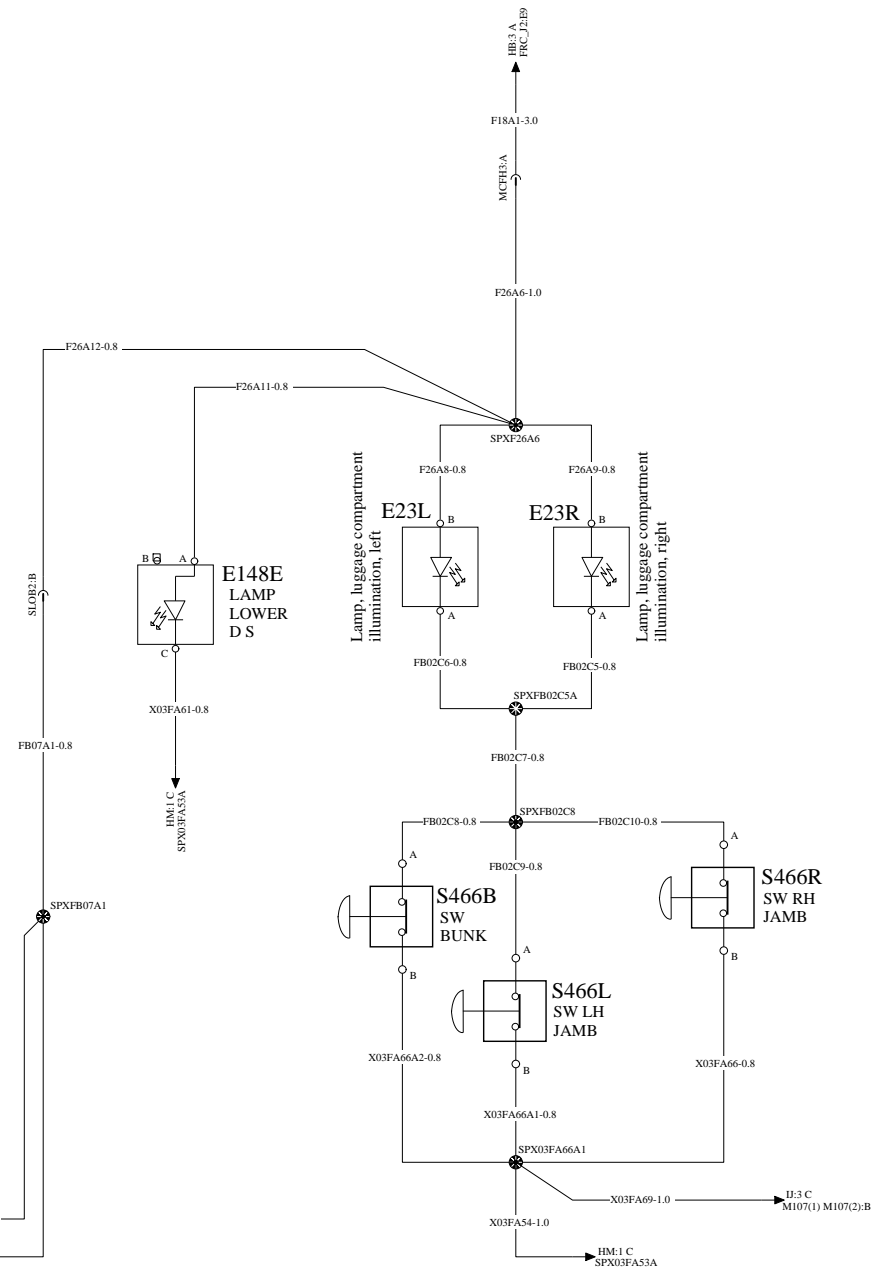 HB:3 A
FRC_J2:E9
F18A1-3.0
MCFH3:A
F26A6-1.0
F26A12-0.8
F26A11-0.8
SPXF26A6
F26A8-0.8
F26A9-0.8
Lamp, luggage compartment
illumination, left
E23L
B
A
E23R
B
A
Lamp, luggage compartment
illumination, right
SLOB2:B
B
A
E148E
LAMP
LOWER
D S
C
FB02C6-0.8
FB02C5-0.8
SPXFB02C5A
X03FA61-0.8
FB07A1-0.8
FB02C7-0.8
HM:1 C
SPX03FA53A
SPXFB02C8
FB02C8-0.8
FB02C10-0.8
FB02C9-0.8
A
S466B
SW
BUNK
B
A
S466R
SW RH
JAMB
B
SPXFB07A1
A
S466L
SW LH
JAMB
B
X03FA66A2-0.8
X03FA66-0.8
X03FA66A1-0.8
SPX03FA66A1
X03FA69-1.0
IJ:3 C
M107(1) M107(2):B
X03FA54-1.0
HM:1 C
SPX03FA53A